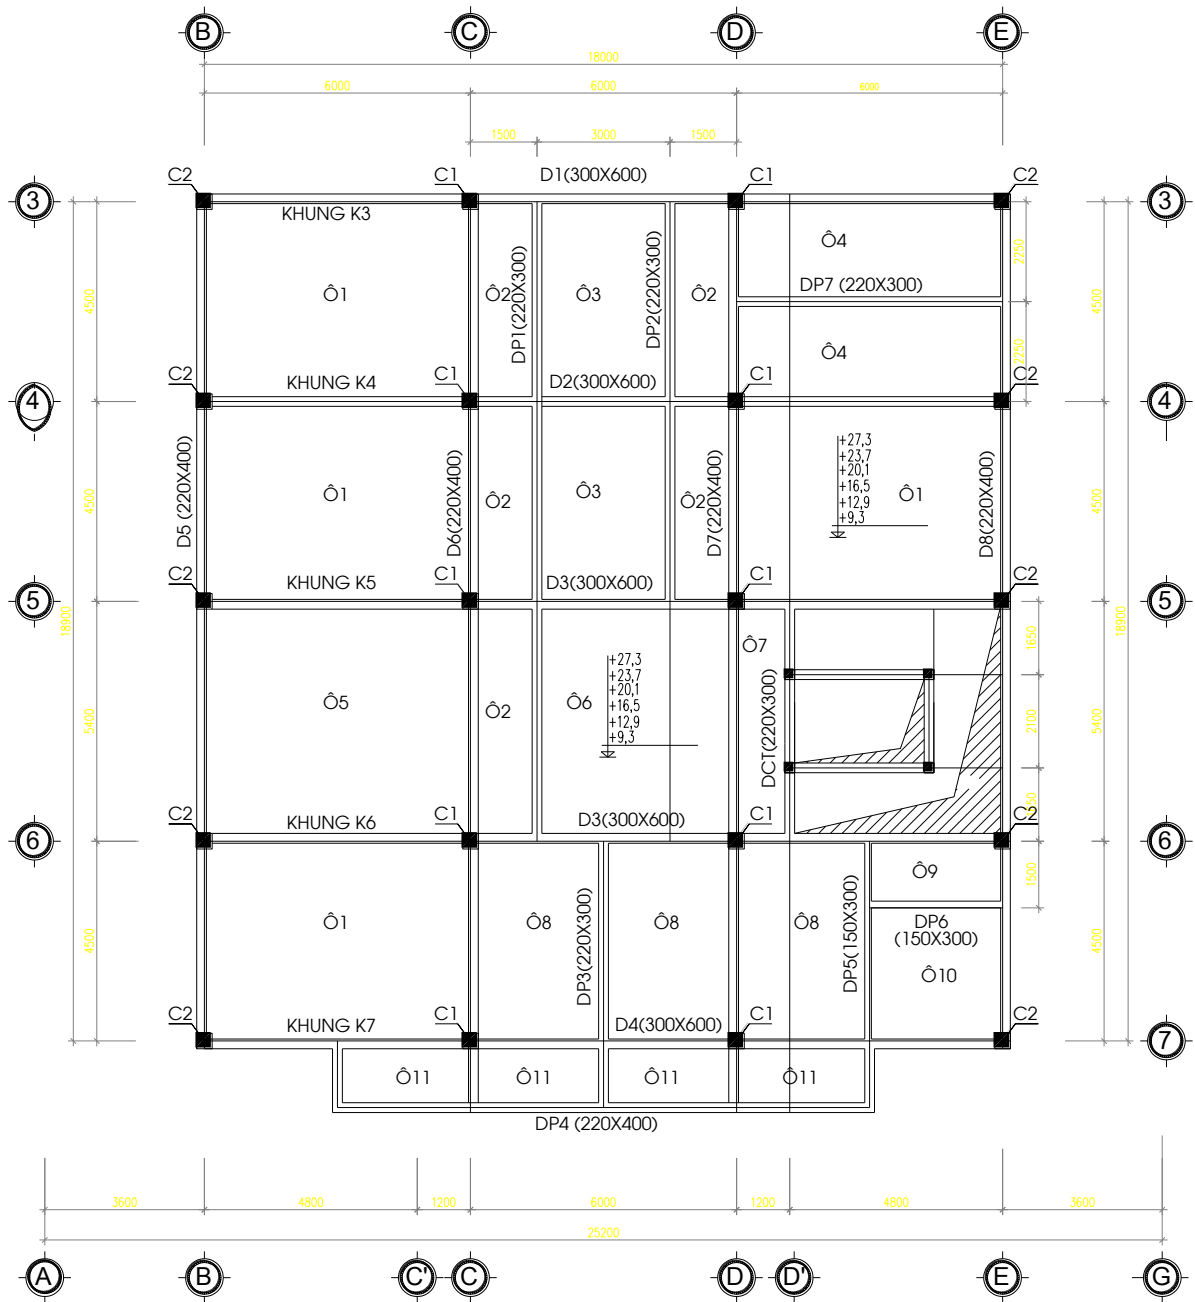 B C D E
18000
6000 6000 6000
1500 3000 1500
D1(300X600)
C2 C1 C1 C2
3 3
KHUNG K3
Ô4
2250
DP7 (220X300)
Ô1 Ô2 Ô3 Ô2
DP1(220X300)
DP2(220X300)
4500 4500
Ô4
2250
C2 KHUNG K4 C1 D2(300X600) C1 C2
4 4
+27,3
+23,7
+20,1
+16,5
+12,9
+9,3
D5 (220X400)
D6(220X400)
D7(220X400)
D8(220X400)
Ô1 Ô2 Ô3 Ô2 Ô1
4500 4500
C2 KHUNG K5 C1 D3(300X600) C1 C2
5 5
18900 18900
1650
Ô7
+27,3
+23,7
+20,1
+16,5
+12,9
+9,3
Ô5 Ô2 Ô6
DCT(220X300)
5400 2100 5400
C2 KHUNG K6 C1 D3(300X600) C1 C2
6 6
Ô9
1500
Ô1 Ô8 Ô8 Ô8
DP3(220X300)
DP5(150X300)
DP6
(150X300)
4500
Ô10
C2 KHUNG K7 C1 D4(300X600) C1 C2
7
Ô11 Ô11 Ô11 Ô11
DP4 (220X400)
3600 4800 1200 6000 1200 4800 3600
25200
A B C' C D D' E G